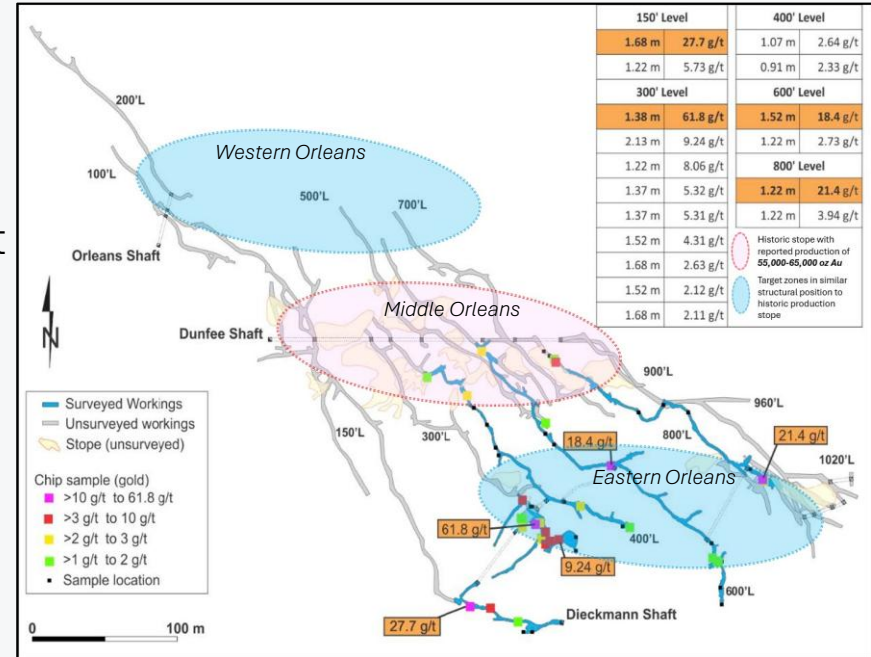 150' Level
1.68 m 27.7 g/t
1.22 m 5.73 g/t
300' Level
1.38 m 61.8 g/t
2.13 m 9.24 g/t
1.22 m 8.06 g/t
1.37 m 5.32 g/t
1.37 m 5.31 g/t
1.52 m 4.31 g/t
1.68 m 2.63 g/t
1.52 m 2.12 g/t
1.68 m 2.11 g/t
400' Level
1.07 m 2.64 g/t
0.91 m 2.33 g/t
600' Level
1.52 m 18.4 g/t
1.22 m 2.73 g/t
800' Level
1.22 m 21.4 g/t
1.22 m 3.94 g/t
Historic stope with
reported production of
55,000-65,000 oz Au
Target zones in similar
structural position to
historic production
stope
200'L
Western Orleans
100'L
500'L
700'L
Orleans Shaft
N
Middle Orleans
Dunfee Shaft
900'L
960'L
150'L
300'L
800'L
18.4 g/t
21.4 g/t
1020'L
Eastern Orleans
61.8 g/t
400'L
9.24 g/t
600'L
27.7 g/t
Dieckmann Shaft
Surveyed Workings
Unsurveyed workings
Stope (unsurveyed)
Chip sample (gold)
>10 g/t to 61.8 g/t
>3 g/t to 10 g/t
>2 g/t to 3 g/t
>1 g/t to 2 g/t
Sample location
0 100 m